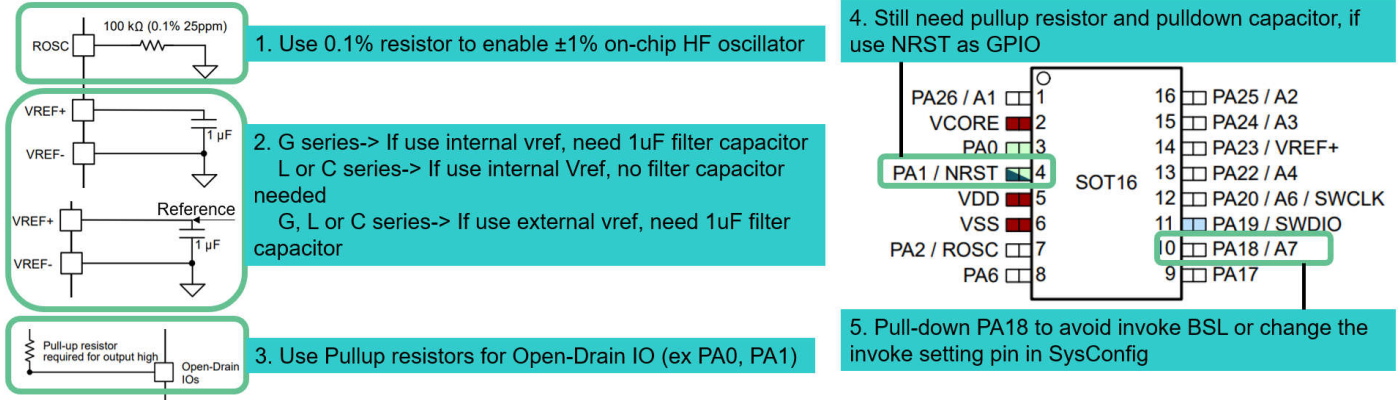 100 kΩ (0.1% 25ppm)
ROSC
1. Use 0.1% resistor to enable ±1% on-chip HF oscillator
VREF+
1 µF
VREF-
2. G series-> If use internal vref, need 1uF filter capacitor
L or C series-> If use internal Vref, no filter capacitor
needed
G, L or C series-> If use external vref, need 1uF filter
capacitor
Reference
VREF+
1 µF
VREF-
Pull-up resistor
required for output high
Open-Drain
IOs
3. Use Pullup resistors for Open-Drain IO (ex PA0, PA1)
4. Still need pullup resistor and pulldown capacitor, if
use NRST as GPIO
PA26 / A1 1 16 PA25 / A2
VCORE 2 15 PA24 / A3
PA0 3 14 PA23 / VREF+
PA1 / NRST 4 13 PA22 / A4
SOT16
VDD 5 12 PA20 / A6 / SWCLK
VSS 6 11 PA19 / SWDIO
PA2 / ROSC 7 10 PA18 / A7
PA6 8 9 PA17
5. Pull-down PA18 to avoid invoke BSL or change the
invoke setting pin in SysConfig